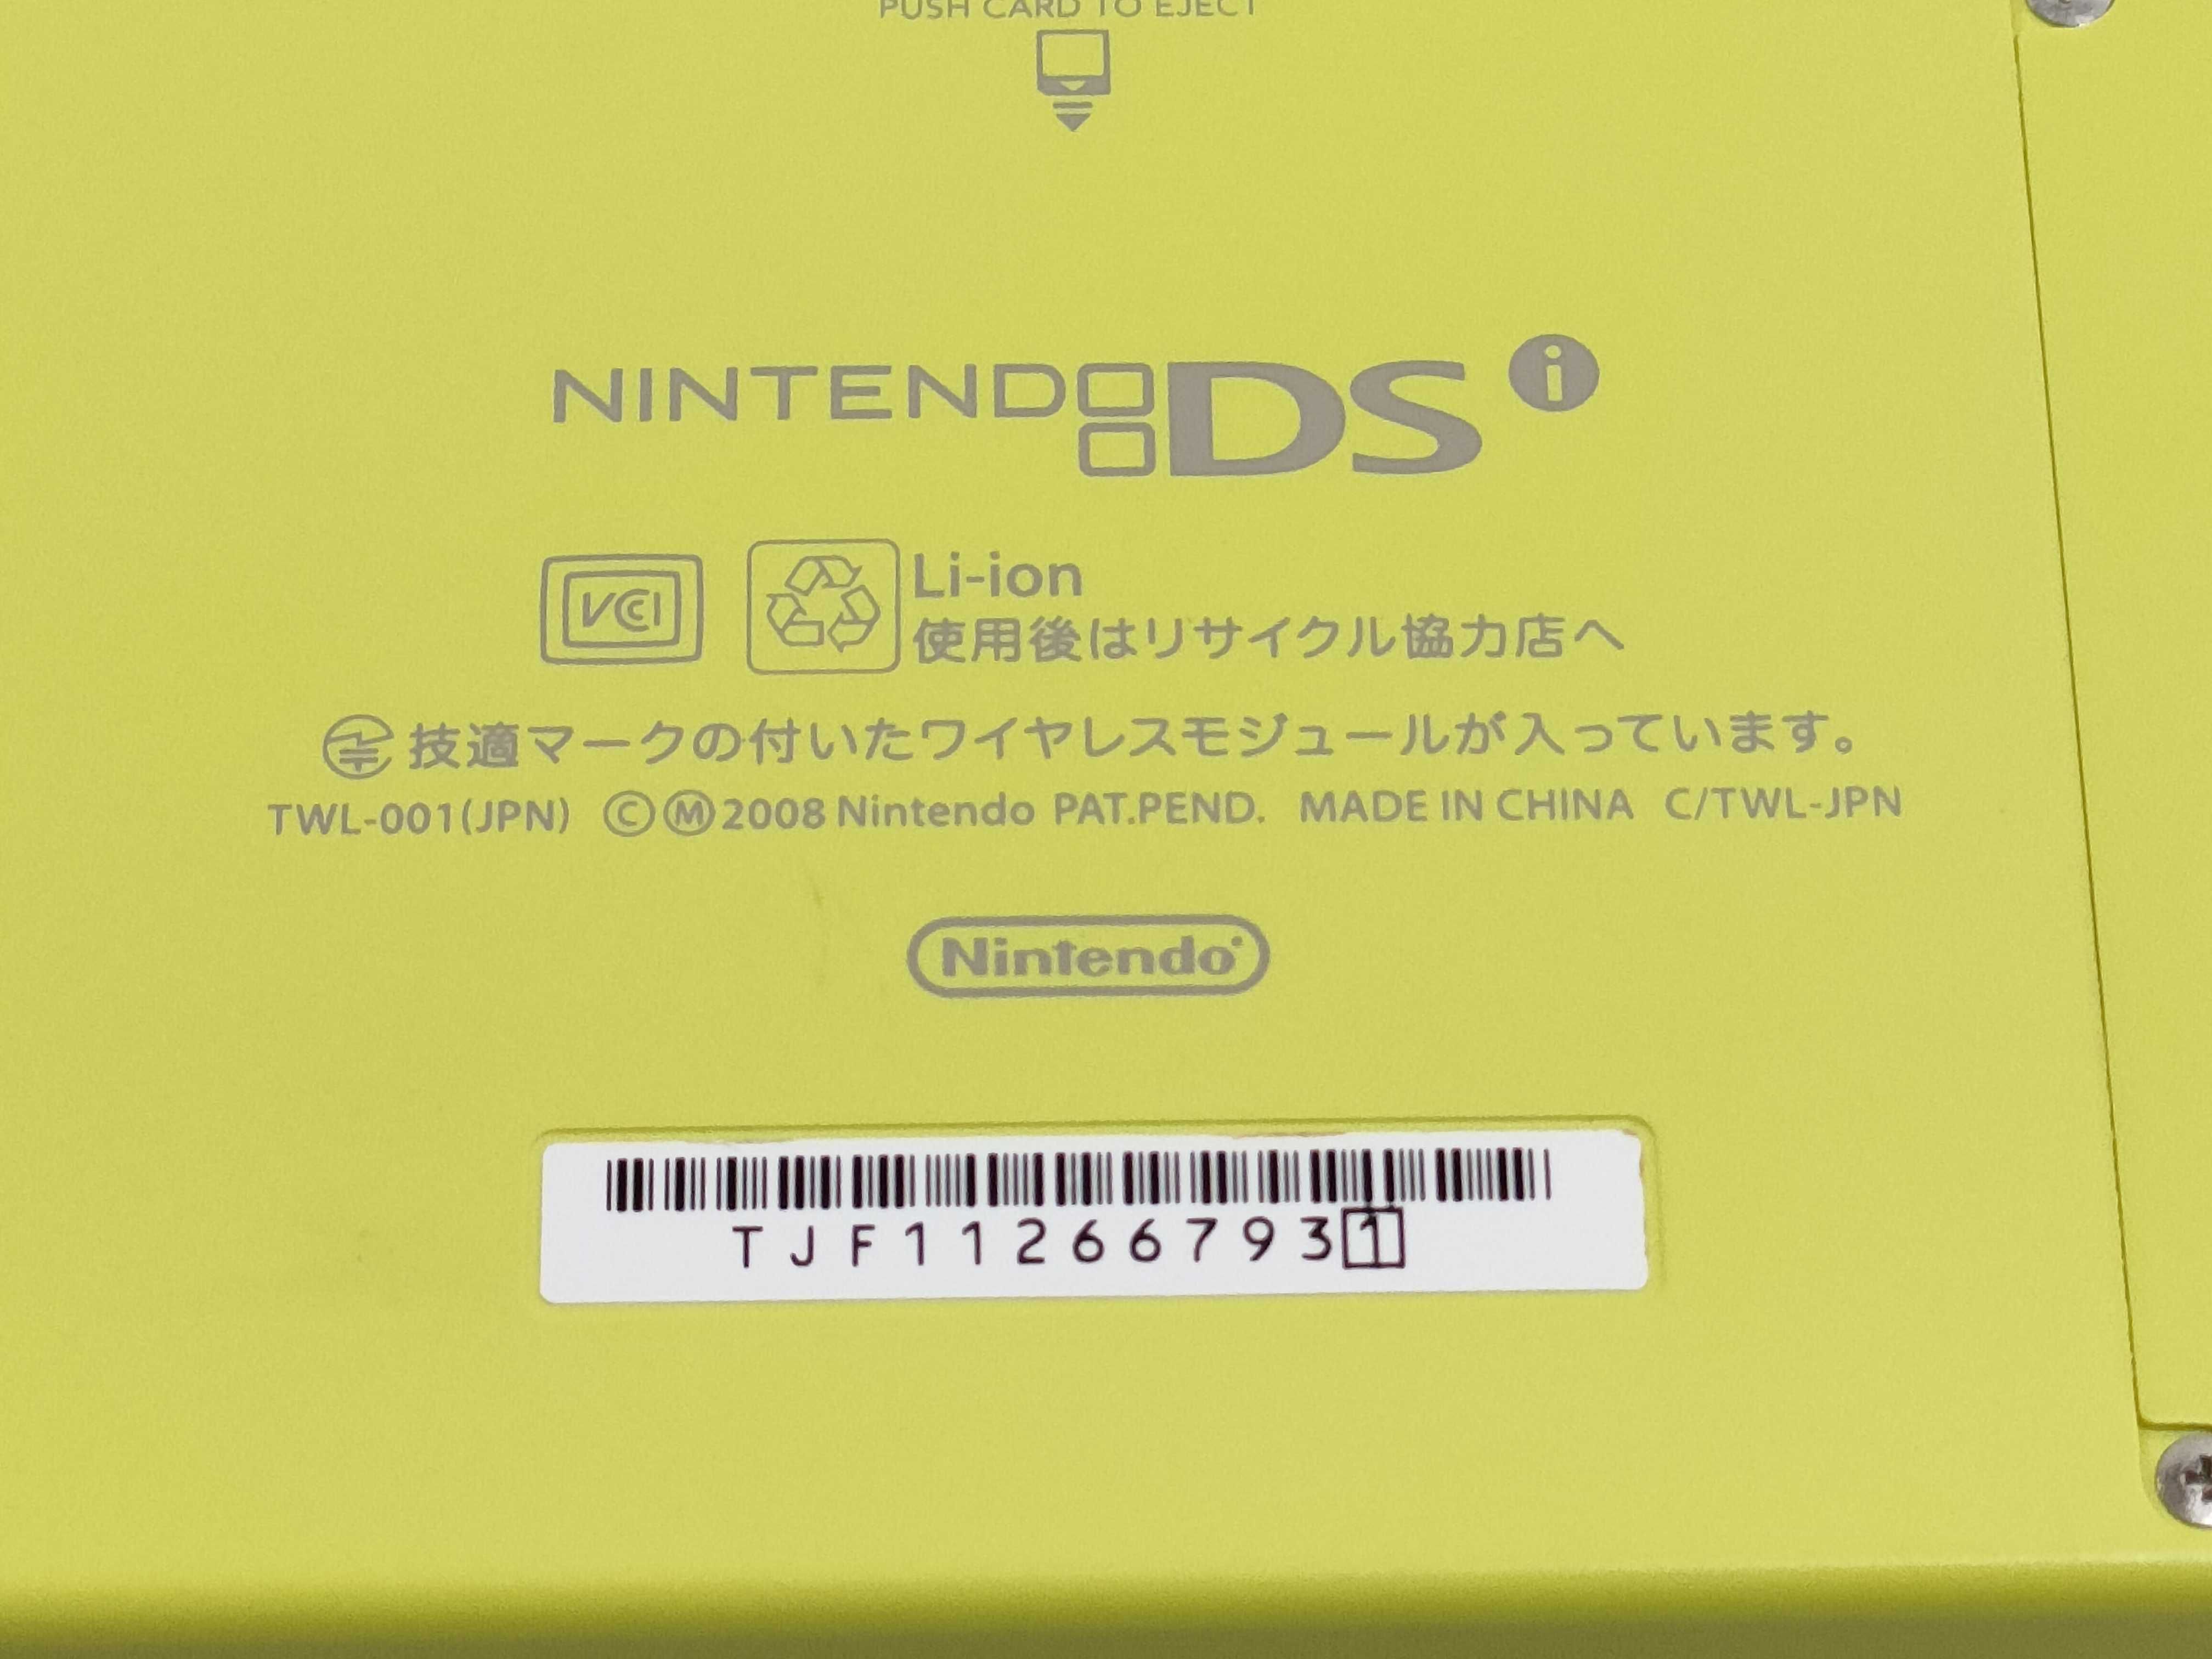 PUSH CARD TO EJECT
NINTENDO DSi
VCI
Li-ion
使用後はリサイクル協力店へ
技適マークの付いたワイヤレスモジュールが入っています。
TWL-001(JPN) ©Ⓜ2008 Nintendo PAT.PEND. MADE IN CHINA C/TWL-JPN
Nintendo
TJF112667931